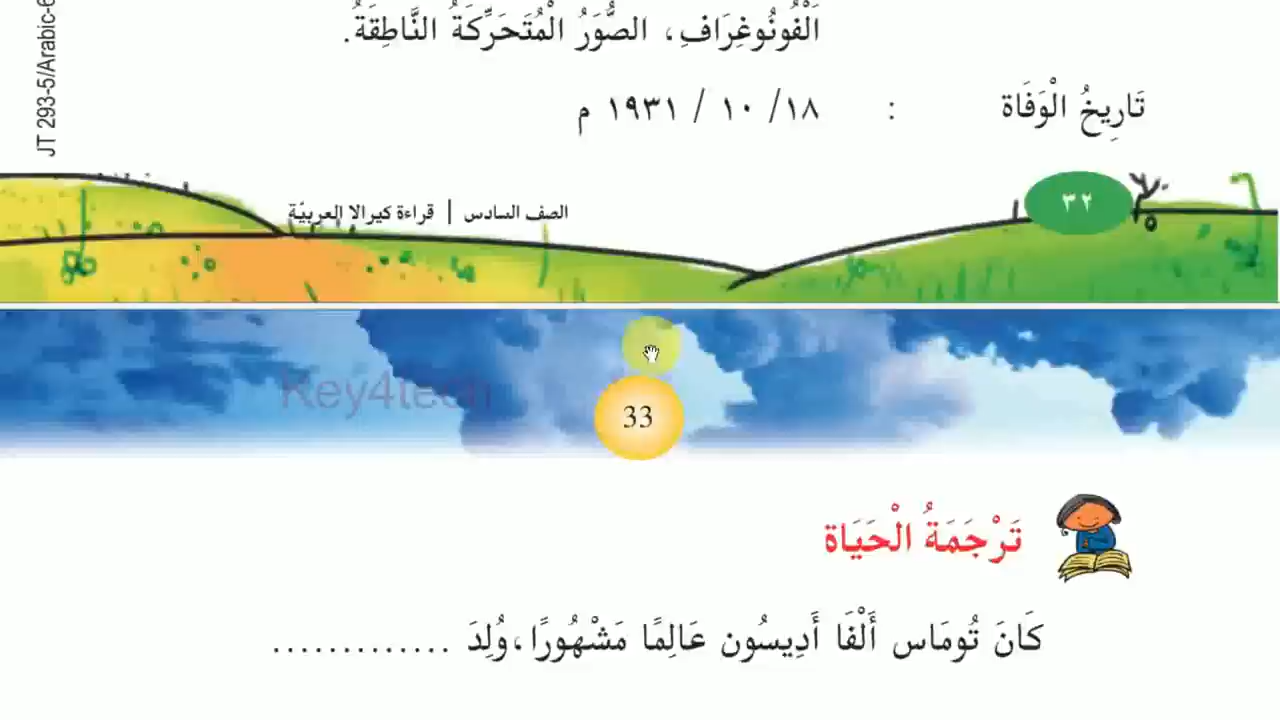 JT 293-5/Arabic-6
اَلْفُونُوغِرَافِ، الصُّوَرُ الْمُتَحَرِّكَةُ النَّاطِقَةُ.
تَارِيخُ الْوَفَاة : ١٨/ ١٠ / ١٩٣١ م
٣٢
الصف السادس | قراءة كيرالا العربيّة
Key4tech
33
تَرْجَمَةُ الْحَيَاة
كَانَ تُومَاس أَلْفَا أَدِيسُون عَالِمًا مَشْهُورًا،وُلِدَ .............